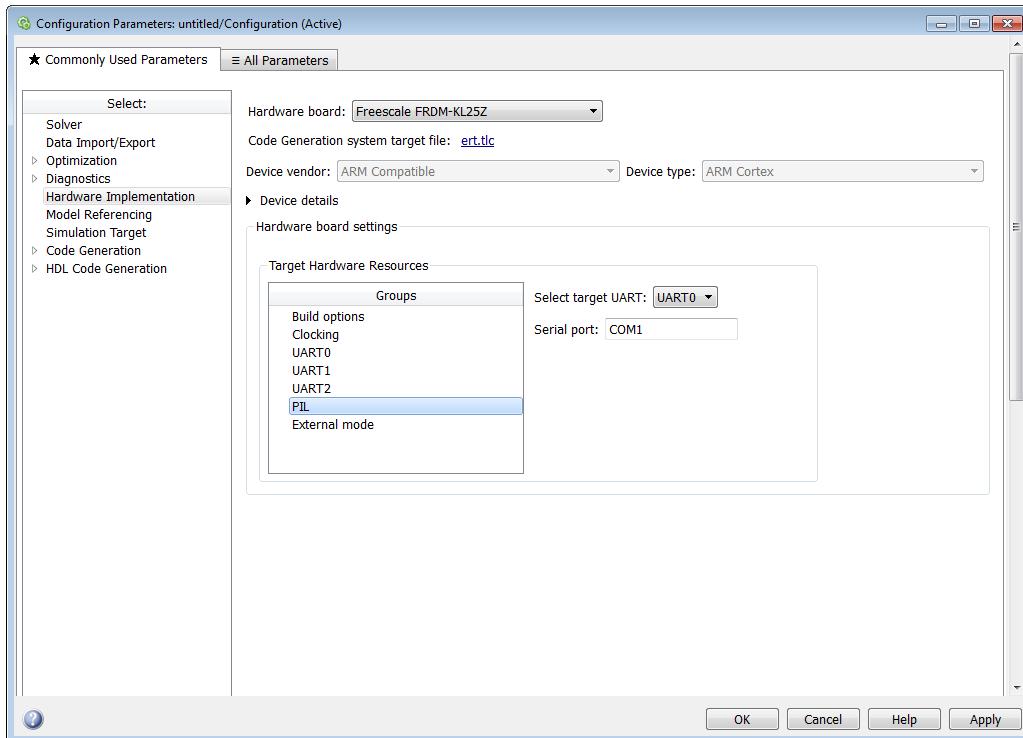 Configuration Parameters: untitled/Configuration (Active)
★ Commonly Used Parameters
≡ All Parameters
Select:
Solver
Data Import/Export
Optimization
Diagnostics
Hardware Implementation
Model Referencing
Simulation Target
Code Generation
HDL Code Generation
Hardware board: Freescale FRDM-KL25Z
Code Generation system target file: ert.tlc
Device vendor: ARM Compatible Device type: ARM Cortex
Device details
Hardware board settings
Target Hardware Resources
Groups
Build options
Clocking
UART0
UART1
UART2
PIL
External mode
Select target UART: UART0
Serial port: COM1
?
OK Cancel Help Apply